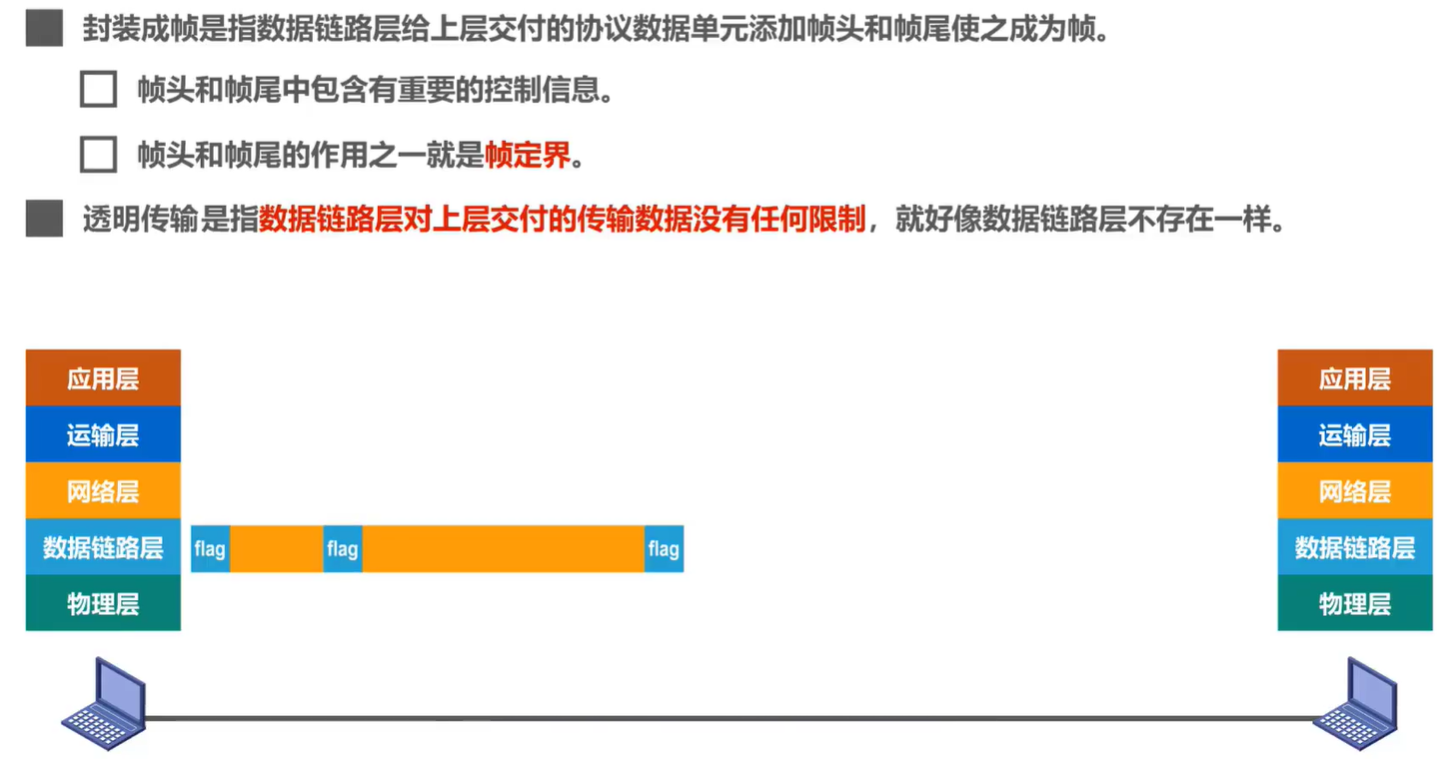 封装成帧是指数据链路层给上层交付的协议数据单元添加帧头和帧尾使之成为帧。
帧头和帧尾中包含有重要的控制信息。
帧头和帧尾的作用之一就是帧定界。
透明传输是指数据链路层对上层交付的传输数据没有任何限制，就好像数据链路层不存在一样。
应用层 应用层
运输层 运输层
网络层 网络层
数据链路层 flag flag flag 数据链路层
物理层 物理层